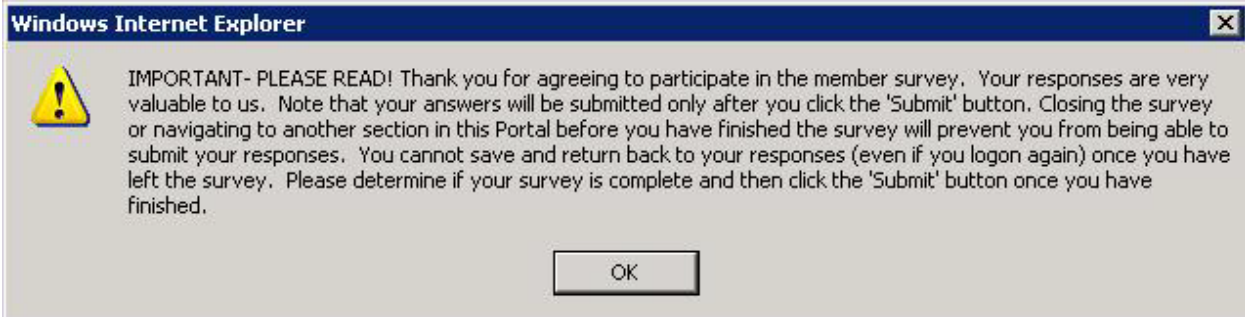 Windows Internet Explorer
IMPORTANT- PLEASE READ! Thank you for agreeing to participate in the member survey.  Your responses are very
valuable to us.  Note that your answers will be submitted only after you click the 'Submit' button. Closing the survey
or navigating to another section in this Portal before you have finished the survey will prevent you from being able to
submit your responses.  You cannot save and return back to your responses (even if you logon again) once you have
left the survey.  Please determine if your survey is complete and then click the 'Submit' button once you have
finished.
OK